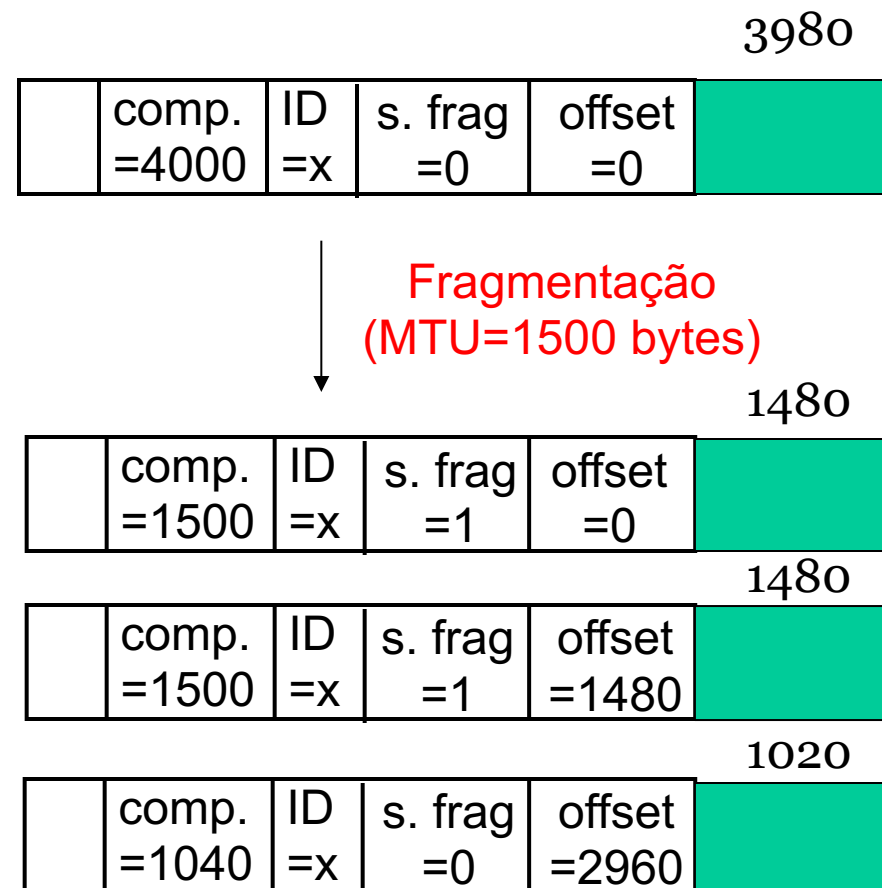 3980
comp. ID s. frag offset
=4000 =x =0 =0
Fragmentação
(MTU=1500 bytes)
1480
comp. ID s. frag offset
=1500 =x =1 =0
1480
comp. ID s. frag offset
=1500 =x =1 =1480
1020
comp. ID s. frag offset
=1040 =x =0 =2960